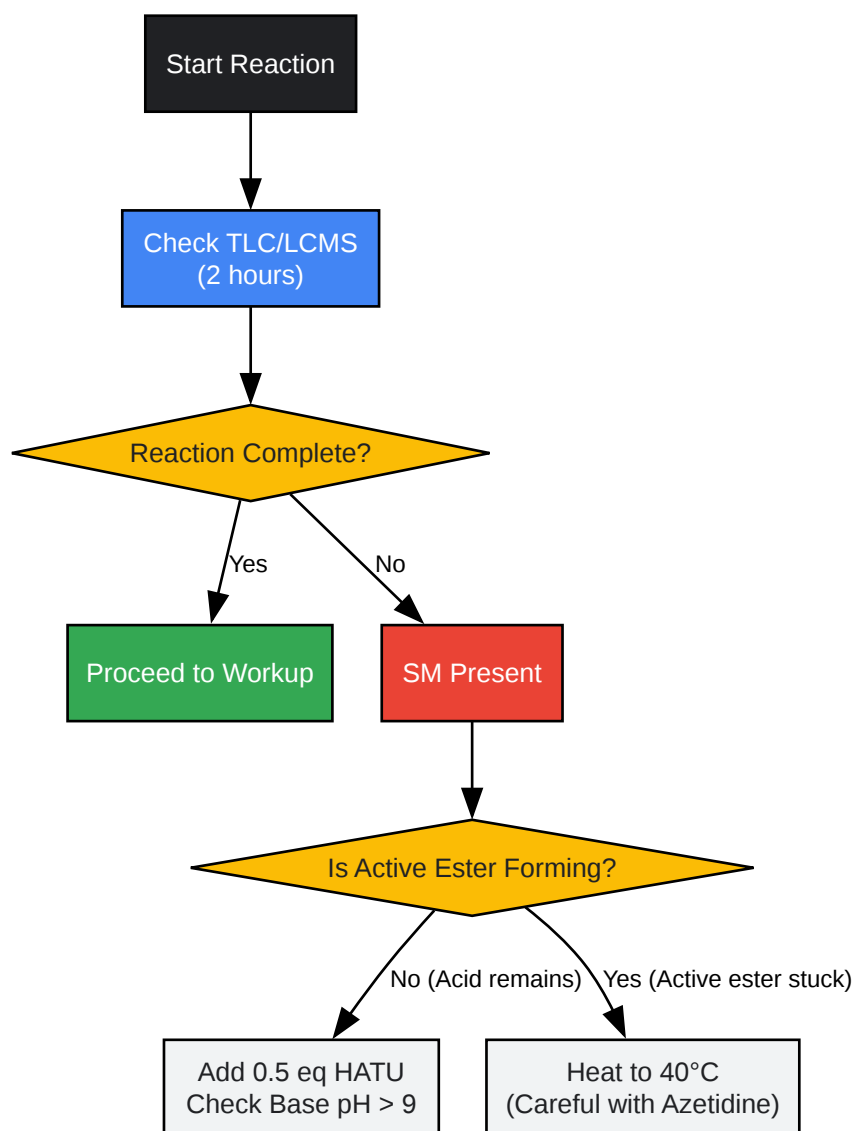 Start Reaction
Check TLC/LCMS
(2 hours)
Reaction Complete?
Yes
No
Proceed to Workup
SM Present
Is Active Ester Forming?
No (Acid remains)
Yes (Active ester stuck)
Add 0.5 eq HATU
Check Base pH > 9
Heat to 40°C
(Careful with Azetidine)